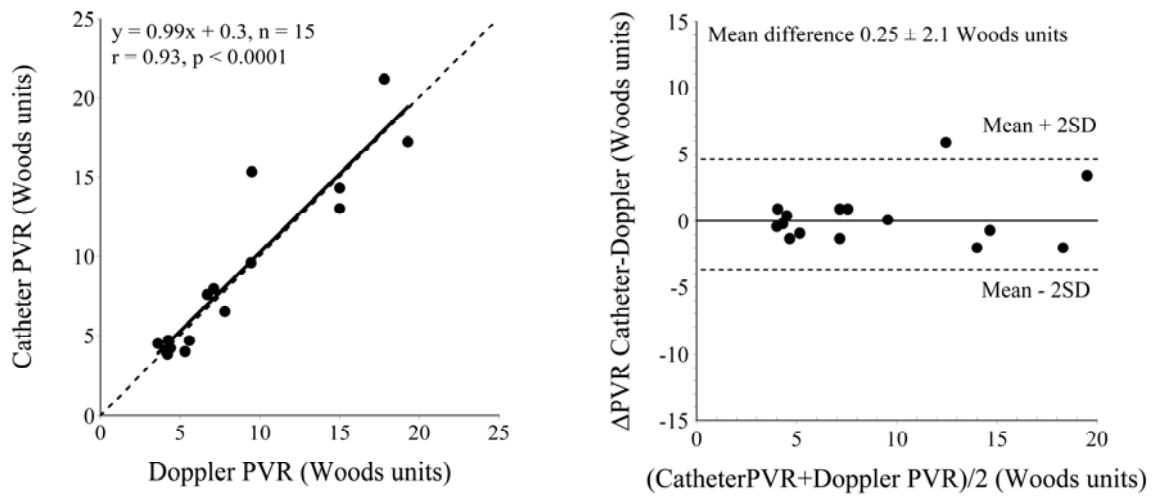 y = 0.99x + 0.3, n = 15
r = 0.93, p < 0.0001
Catheter PVR (Woods units)
25
20
15
10
5
0
0 5 10 15 20 25
Doppler PVR (Woods units)
Mean difference 0.25 ± 2.1 Woods units
Mean + 2SD
Mean - 2SD
ΔPVR Catheter-Doppler (Woods units)
15
10
5
0
-5
-10
-15
0 5 10 15 20
(CatheterPVR+Doppler PVR)/2 (Woods units)